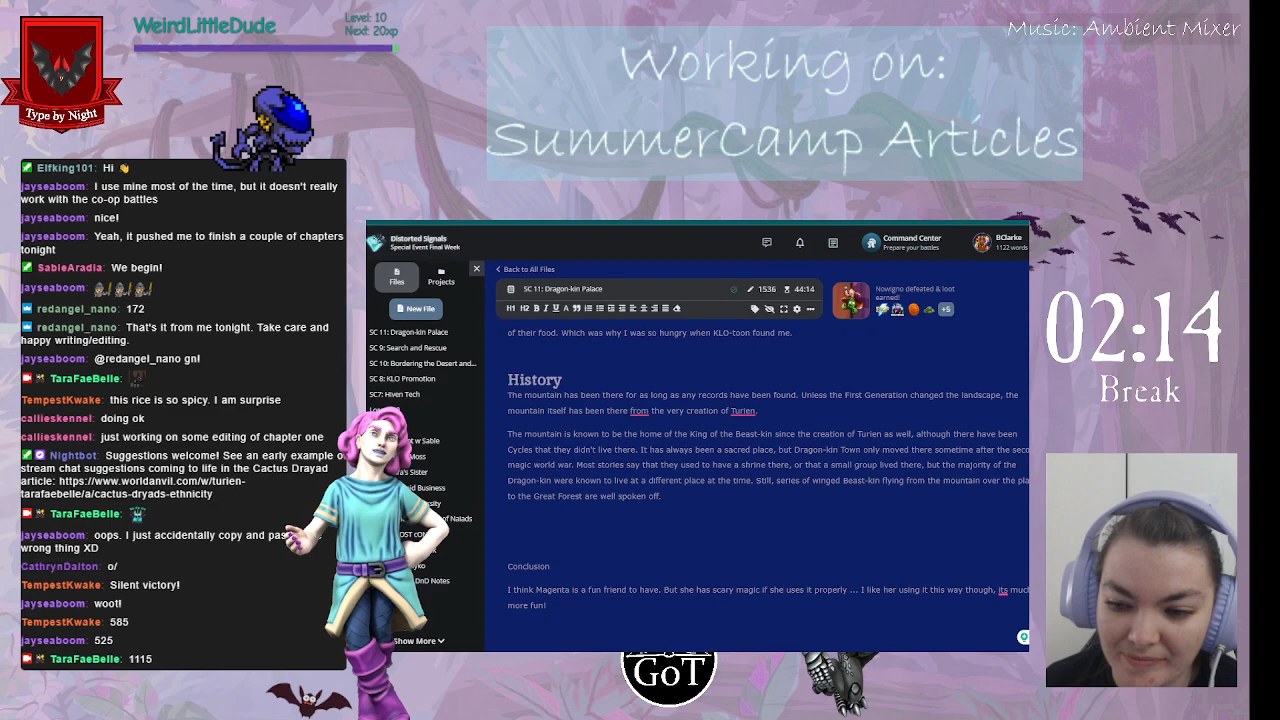 WeirdLittleDude
Level: 10
Next: 20xp
Type by Night
Working on:
SummerCamp Articles
Music: Ambient Mixer
Elfking101: Hi 👋
jayseaboom: I use mine most of the time, but it doesn't really
work with the co-op battles
jayseaboom: nice!
jayseaboom: Yeah, it pushed me to finish a couple of chapters
tonight
SableAradia: We begin!
jayseaboom:
redangel_nano: 172
redangel_nano: That's it from me tonight. Take care and
happy writing/editing.
jayseaboom: @redangel_nano gn!
TaraFaeBelle:
TempestKwake: this rice is so spicy. I am surprise
callieskennel: doing ok
callieskennel: just working on some editing of chapter one
Nightbot: Suggestions welcome! See an early example of
stream chat suggestions coming to life in the Cactus Dryad
article: https://www.worldanvil.com/w/turien-
tarafaebelle/a/cactus-dryads-ethnicity
TaraFaeBelle:
jayseaboom: oops. I just accidentally copy and pas
wrong thing XD
CathrynDalton: o/
TempestKwake: Silent victory!
jayseaboom: woot!
TempestKwake: 585
jayseaboom: 525
TaraFaeBelle: 1115
Distorted Signals
Special Event Final Week
Command Center
Prepare your battles
BClarke
1122 words
Files
Projects
New File
SC 11: Dragon-kin Palace
SC 9: Search and Rescue
SC 10: Bordering the Desert and...
SC 8: KLO Promotion
SC7: Hiven Tech
Show More
Back to All Files
SC 11: Dragon-kin Palace
1536
44:14
Nowigno defeated & loot
earned!
+5
H1 H2 B I U A
of their food. Which was why I was so hungry when KLO-toon found me.
History
The mountain has been there for as long as any records have been found. Unless the First Generation changed the landscape, the
mountain itself has been there from the very creation of Turien.
The mountain is known to be the home of the King of the Beast-kin since the creation of Turien as well, although there have been
Cycles that they didn't live there. It has always been a sacred place, but Dragon-kin Town only moved there sometime after the seco
magic world war. Most stories say that they used to have a shrine there, or that a small group lived there, but the majority of the
Dragon-kin were known to live at a different place at the time. Still, series of winged Beast-kin flying from the mountain over the pla
to the Great Forest are well spoken off.
Conclusion
I think Magenta is a fun friend to have. But she has scary magic if she uses it properly ... I like her using it this way though, its much
more fun!
02:14
Break
GoT